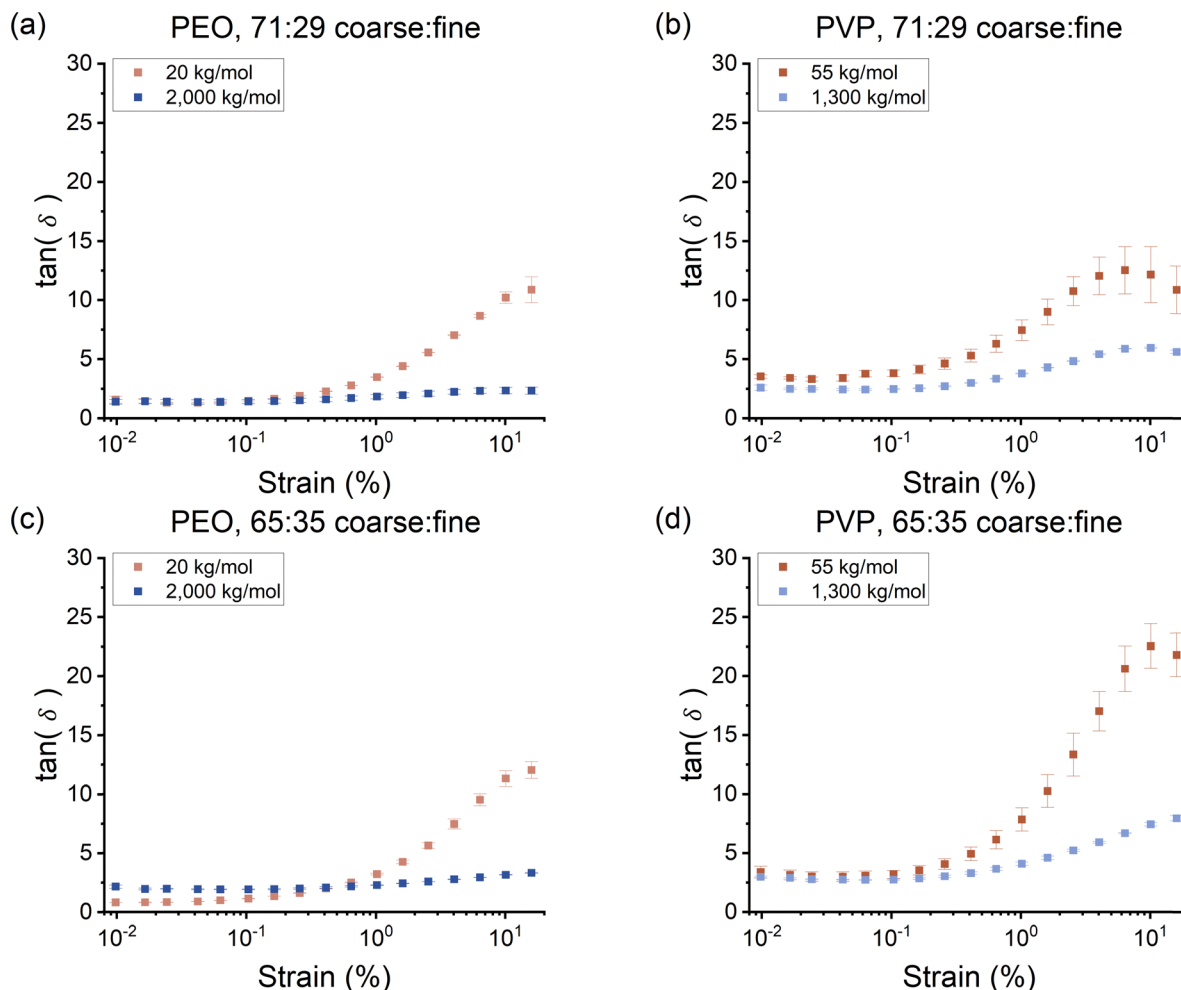 (a) PEO, 71:29 coarse:fine
20 kg/mol
2,000 kg/mol
30
25
20
15
10
5
0
tan( δ )
10⁻² 10⁻¹ 10⁰ 10¹
Strain (%)
(b) PVP, 71:29 coarse:fine
55 kg/mol
1,300 kg/mol
30
25
20
15
10
5
0
tan( δ )
10⁻² 10⁻¹ 10⁰ 10¹
Strain (%)
(c) PEO, 65:35 coarse:fine
20 kg/mol
2,000 kg/mol
30
25
20
15
10
5
0
tan( δ )
10⁻² 10⁻¹ 10⁰ 10¹
Strain (%)
(d) PVP, 65:35 coarse:fine
55 kg/mol
1,300 kg/mol
30
25
20
15
10
5
0
tan( δ )
10⁻² 10⁻¹ 10⁰ 10¹
Strain (%)